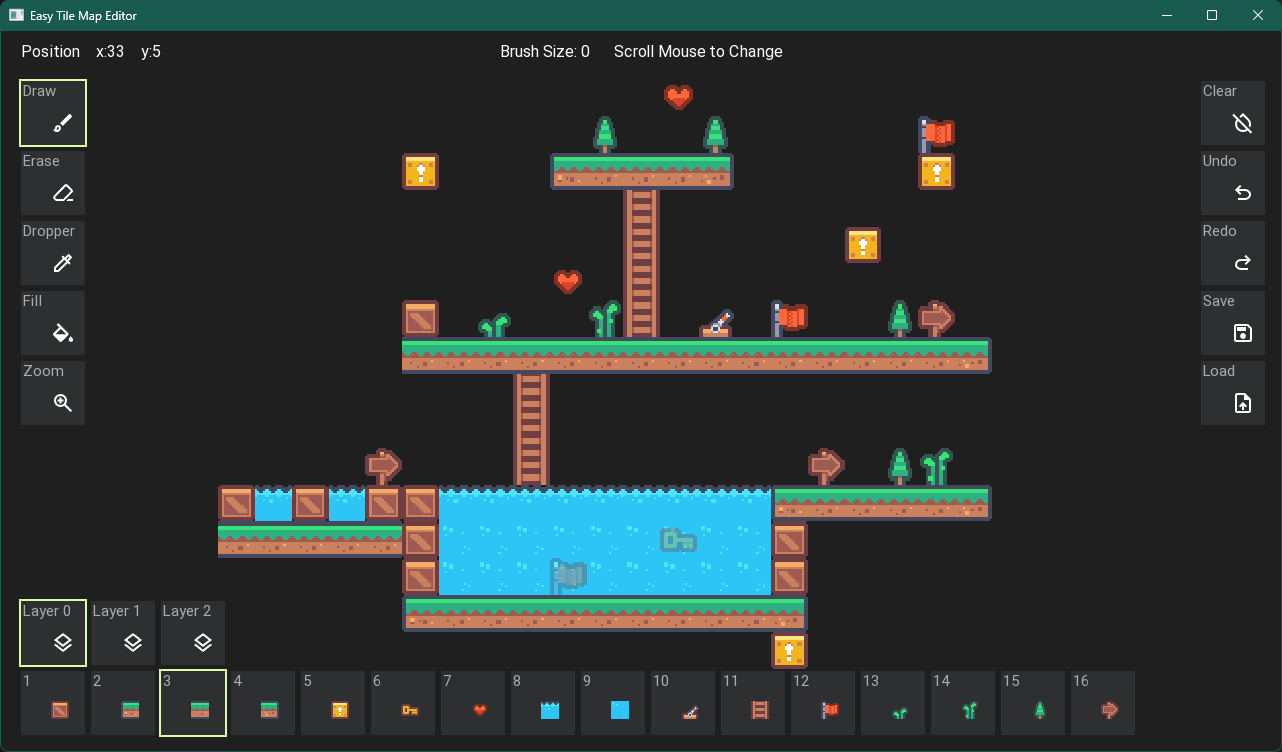 Easy Tile Map Editor
Position x:33 y:5
Brush Size: 0 Scroll Mouse to Change
Draw
Erase
Dropper
Fill
Zoom
Clear
Undo
Redo
Save
Load
Layer 0
Layer 1
Layer 2
1
2
3
4
5
6
7
8
9
10
11
12
13
14
15
16